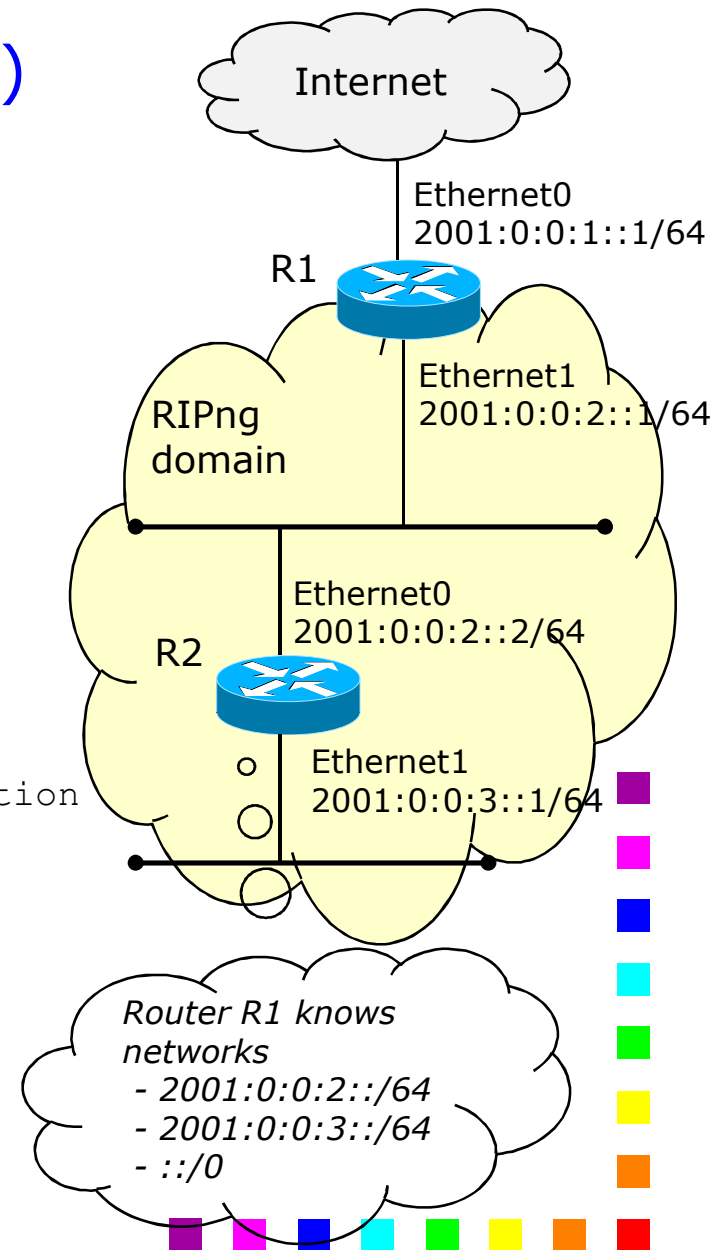 )
Internet
Ethernet0
2001:0:0:1::1/64
R1
Ethernet1
2001:0:0:2::1/64
RIPng
domain
Ethernet0
2001:0:0:2::2/64
R2
Ethernet1
2001:0:0:3::1/64
tion
Router R1 knows
networks
- 2001:0:0:2::/64
- 2001:0:0:3::/64
- ::/0